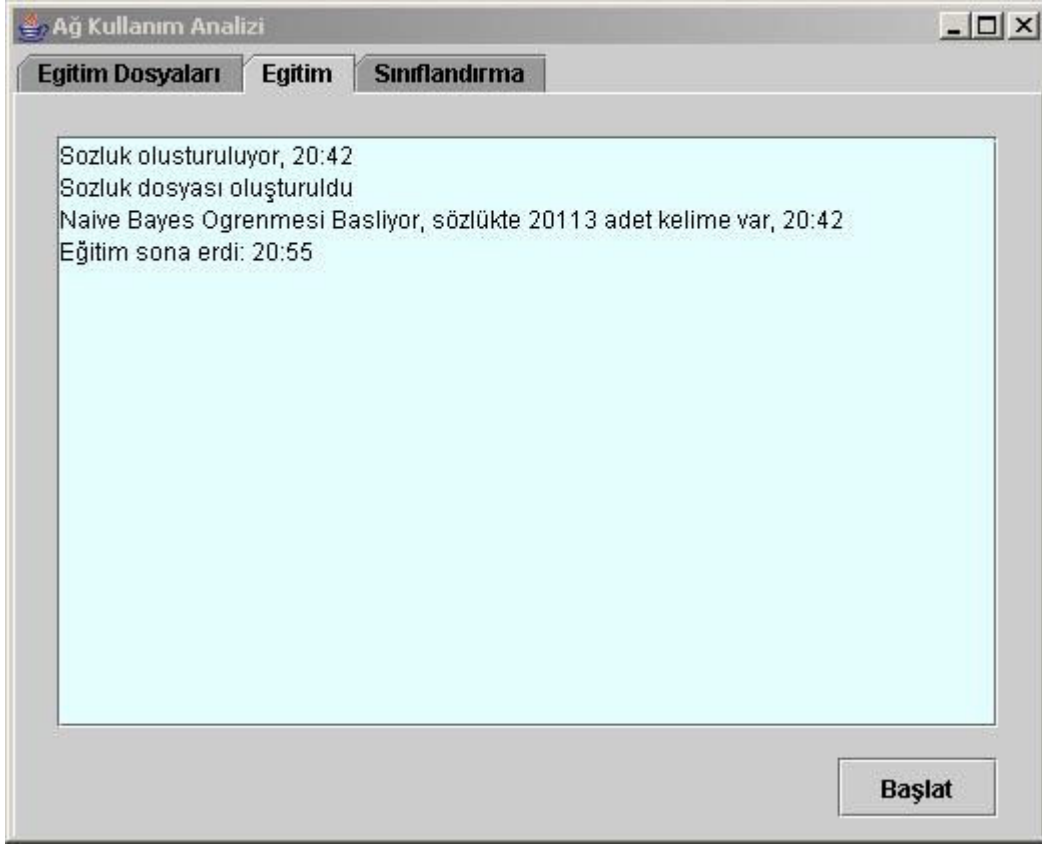 Ağ Kullanım Analizi
Egitim Dosyaları Egitim Sınıflandırma
Sozluk olusturuluyor, 20:42
Sozluk dosyası oluşturuldu
Naive Bayes Ogrenmesi Basliyor, sözlükte 20113 adet kelime var, 20:42
Eğitim sona erdi: 20:55
Başlat